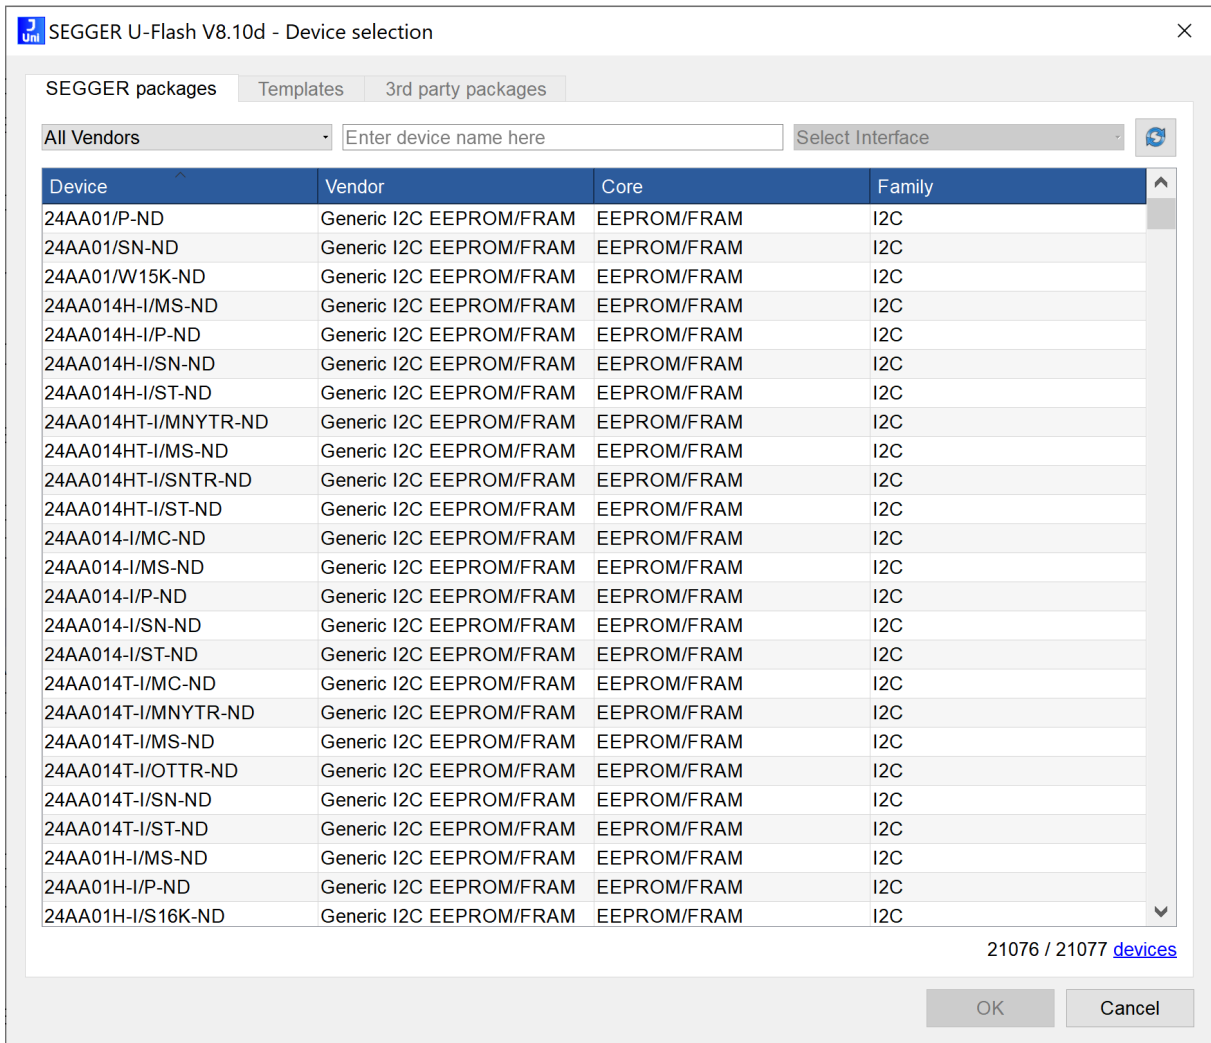 J
Uni
SEGGER U-Flash V8.10d - Device selection
SEGGER packages Templates 3rd party packages
All Vendors Enter device name here Select Interface
Device Vendor Core Family
24AA01/P-ND Generic I2C EEPROM/FRAM EEPROM/FRAM I2C
24AA01/SN-ND Generic I2C EEPROM/FRAM EEPROM/FRAM I2C
24AA01/W15K-ND Generic I2C EEPROM/FRAM EEPROM/FRAM I2C
24AA014H-I/MS-ND Generic I2C EEPROM/FRAM EEPROM/FRAM I2C
24AA014H-I/P-ND Generic I2C EEPROM/FRAM EEPROM/FRAM I2C
24AA014H-I/SN-ND Generic I2C EEPROM/FRAM EEPROM/FRAM I2C
24AA014H-I/ST-ND Generic I2C EEPROM/FRAM EEPROM/FRAM I2C
24AA014HT-I/MNYTR-ND Generic I2C EEPROM/FRAM EEPROM/FRAM I2C
24AA014HT-I/MS-ND Generic I2C EEPROM/FRAM EEPROM/FRAM I2C
24AA014HT-I/SNTR-ND Generic I2C EEPROM/FRAM EEPROM/FRAM I2C
24AA014HT-I/ST-ND Generic I2C EEPROM/FRAM EEPROM/FRAM I2C
24AA014-I/MC-ND Generic I2C EEPROM/FRAM EEPROM/FRAM I2C
24AA014-I/MS-ND Generic I2C EEPROM/FRAM EEPROM/FRAM I2C
24AA014-I/P-ND Generic I2C EEPROM/FRAM EEPROM/FRAM I2C
24AA014-I/SN-ND Generic I2C EEPROM/FRAM EEPROM/FRAM I2C
24AA014-I/ST-ND Generic I2C EEPROM/FRAM EEPROM/FRAM I2C
24AA014T-I/MC-ND Generic I2C EEPROM/FRAM EEPROM/FRAM I2C
24AA014T-I/MNYTR-ND Generic I2C EEPROM/FRAM EEPROM/FRAM I2C
24AA014T-I/MS-ND Generic I2C EEPROM/FRAM EEPROM/FRAM I2C
24AA014T-I/OTTR-ND Generic I2C EEPROM/FRAM EEPROM/FRAM I2C
24AA014T-I/SN-ND Generic I2C EEPROM/FRAM EEPROM/FRAM I2C
24AA014T-I/ST-ND Generic I2C EEPROM/FRAM EEPROM/FRAM I2C
24AA01H-I/MS-ND Generic I2C EEPROM/FRAM EEPROM/FRAM I2C
24AA01H-I/P-ND Generic I2C EEPROM/FRAM EEPROM/FRAM I2C
24AA01H-I/S16K-ND Generic I2C EEPROM/FRAM EEPROM/FRAM I2C
21076 / 21077 devices
OK Cancel